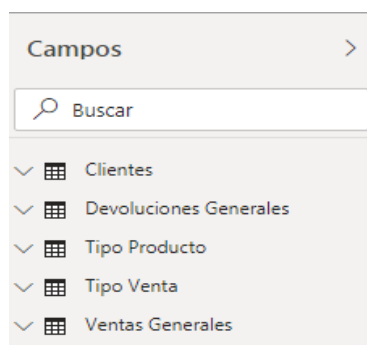 Campos
Buscar
Clientes
Devoluciones Generales
Tipo Producto
Tipo Venta
Ventas Generales